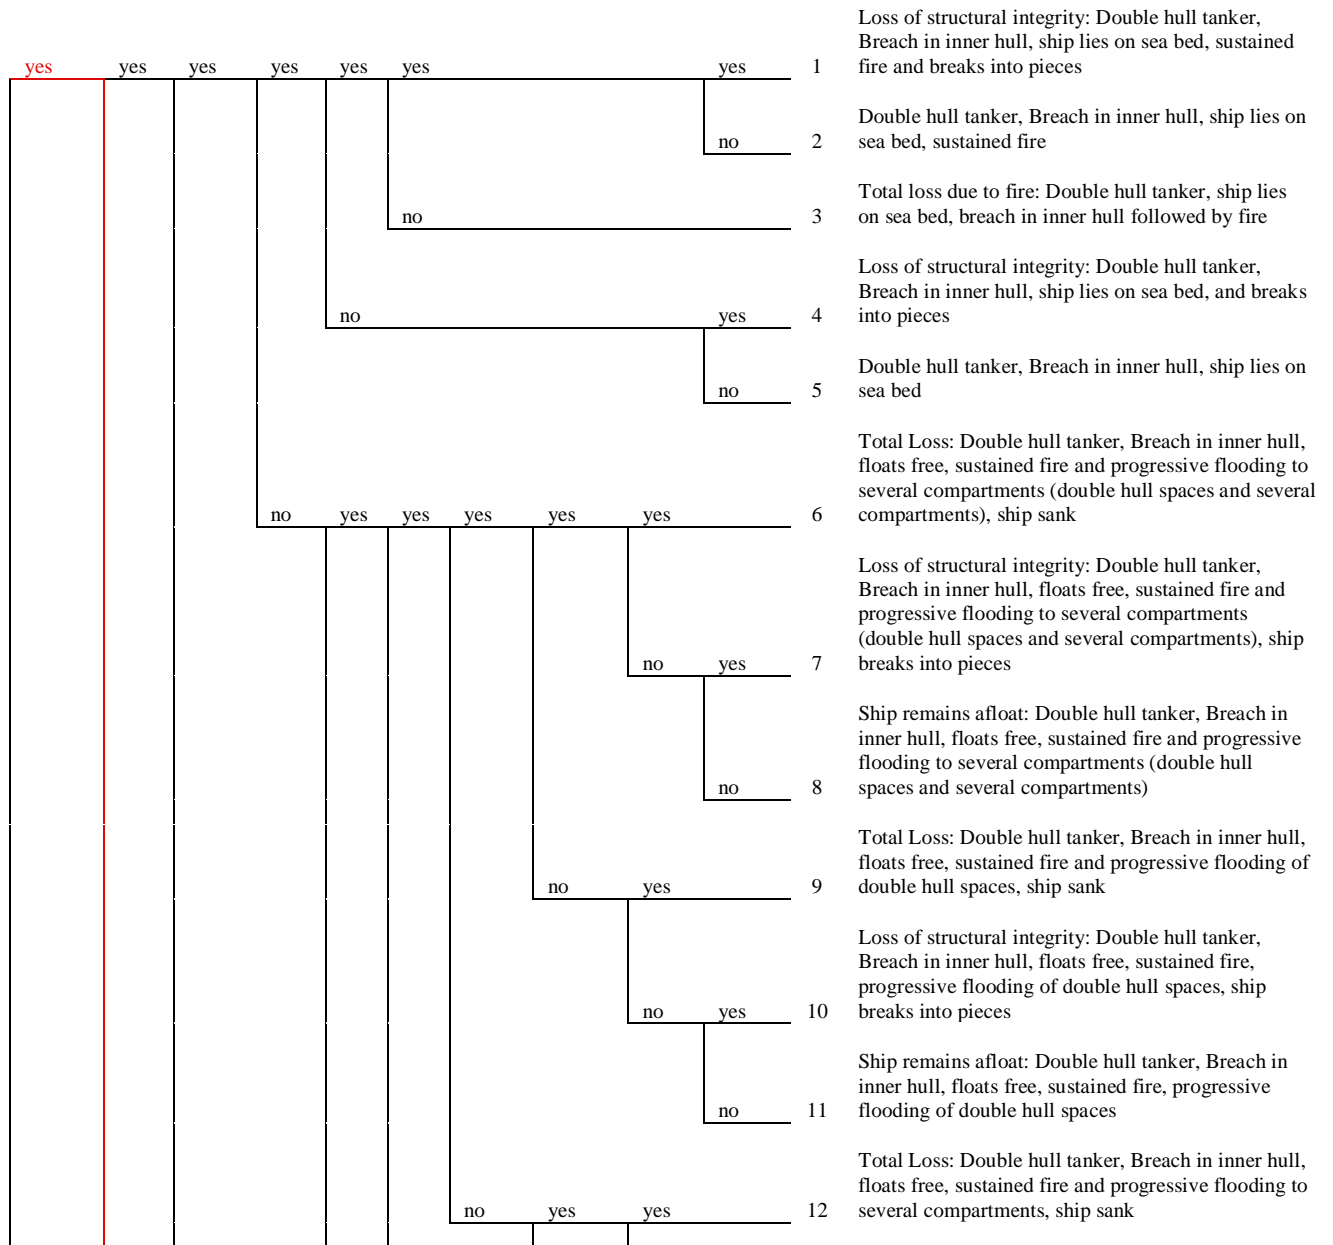 Loss of structural integrity: Double hull tanker,
Breach in inner hull, ship lies on sea bed, sustained
yes yes yes yes yes yes yes 1 fire and breaks into pieces
Double hull tanker, Breach in inner hull, ship lies on
no 2 sea bed, sustained fire
Total loss due to fire: Double hull tanker, ship lies
no 3 on sea bed, breach in inner hull followed by fire
Loss of structural integrity: Double hull tanker,
Breach in inner hull, ship lies on sea bed, and breaks
no yes 4 into pieces
Double hull tanker, Breach in inner hull, ship lies on
no 5 sea bed
Total Loss: Double hull tanker, Breach in inner hull,
floats free, sustained fire and progressive flooding to
several compartments (double hull spaces and several
no yes yes yes yes yes 6 compartments), ship sank
Loss of structural integrity: Double hull tanker,
Breach in inner hull, floats free, sustained fire and
progressive flooding to several compartments
(double hull spaces and several compartments), ship
no yes 7 breaks into pieces
Ship remains afloat: Double hull tanker, Breach in
inner hull, floats free, sustained fire and progressive
flooding to several compartments (double hull
no 8 spaces and several compartments)
Total Loss: Double hull tanker, Breach in inner hull,
floats free, sustained fire and progressive flooding of
no yes 9 double hull spaces, ship sank
Loss of structural integrity: Double hull tanker,
Breach in inner hull, floats free, sustained fire,
progressive flooding of double hull spaces, ship
no yes 10 breaks into pieces
Ship remains afloat: Double hull tanker, Breach in
inner hull, floats free, sustained fire, progressive
no 11 flooding of double hull spaces
Total Loss: Double hull tanker, Breach in inner hull,
floats free, sustained fire and progressive flooding to
no yes yes 12 several compartments, ship sank